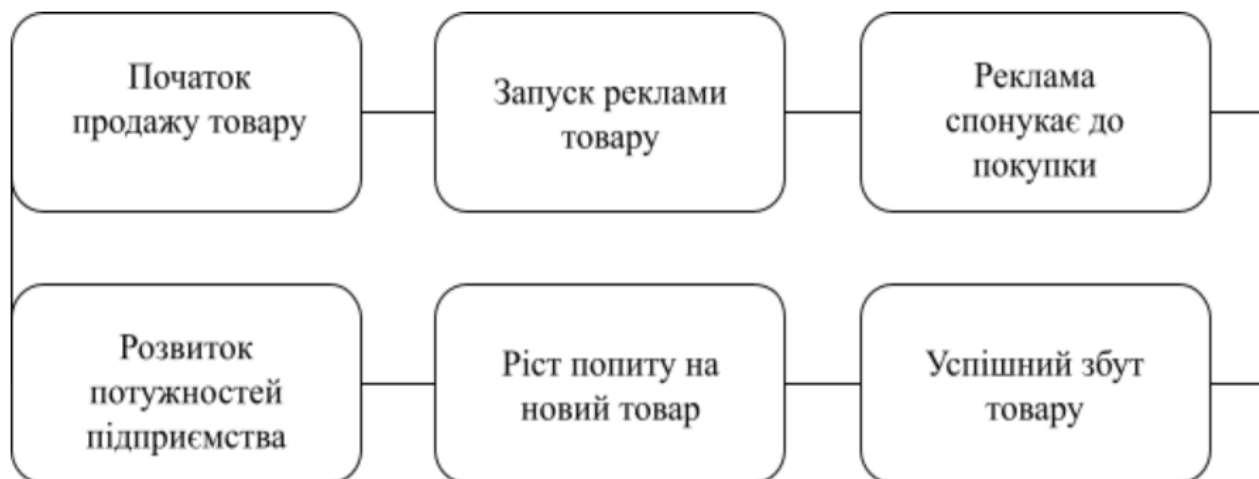 Початок
продажу товару
Запуск реклами
товару
Реклама
спонукає до
покупки
Розвиток
потужностей
підприємства
Ріст попиту на
новий товар
Успішний збут
товару